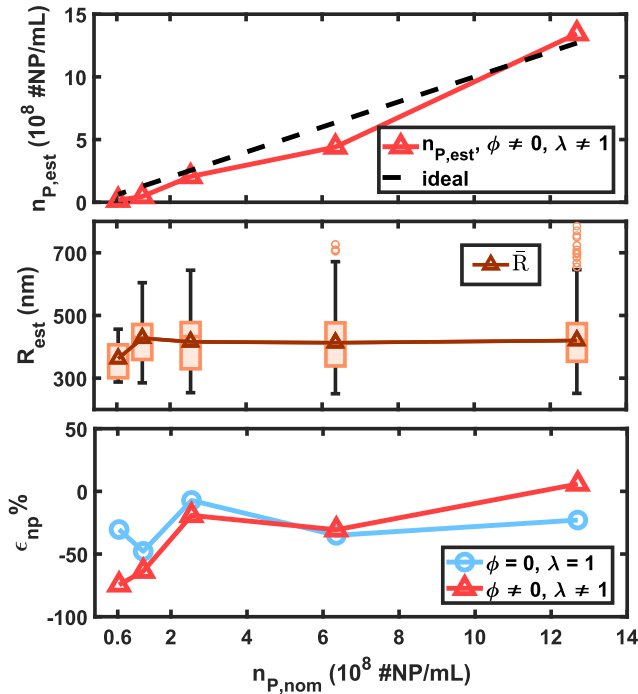 15
10
5
0
n_P,est (10^8 #NP/mL)
n_P,est, ϕ ≠ 0, λ ≠ 1
ideal
700
500
300
R_est (nm)
R̄
50
0
-50
-100
ϵ_np%
ϕ = 0, λ = 1
ϕ ≠ 0, λ ≠ 1
0.6 2 4 6 8 10 12 14
n_P,nom (10^8 #NP/mL)